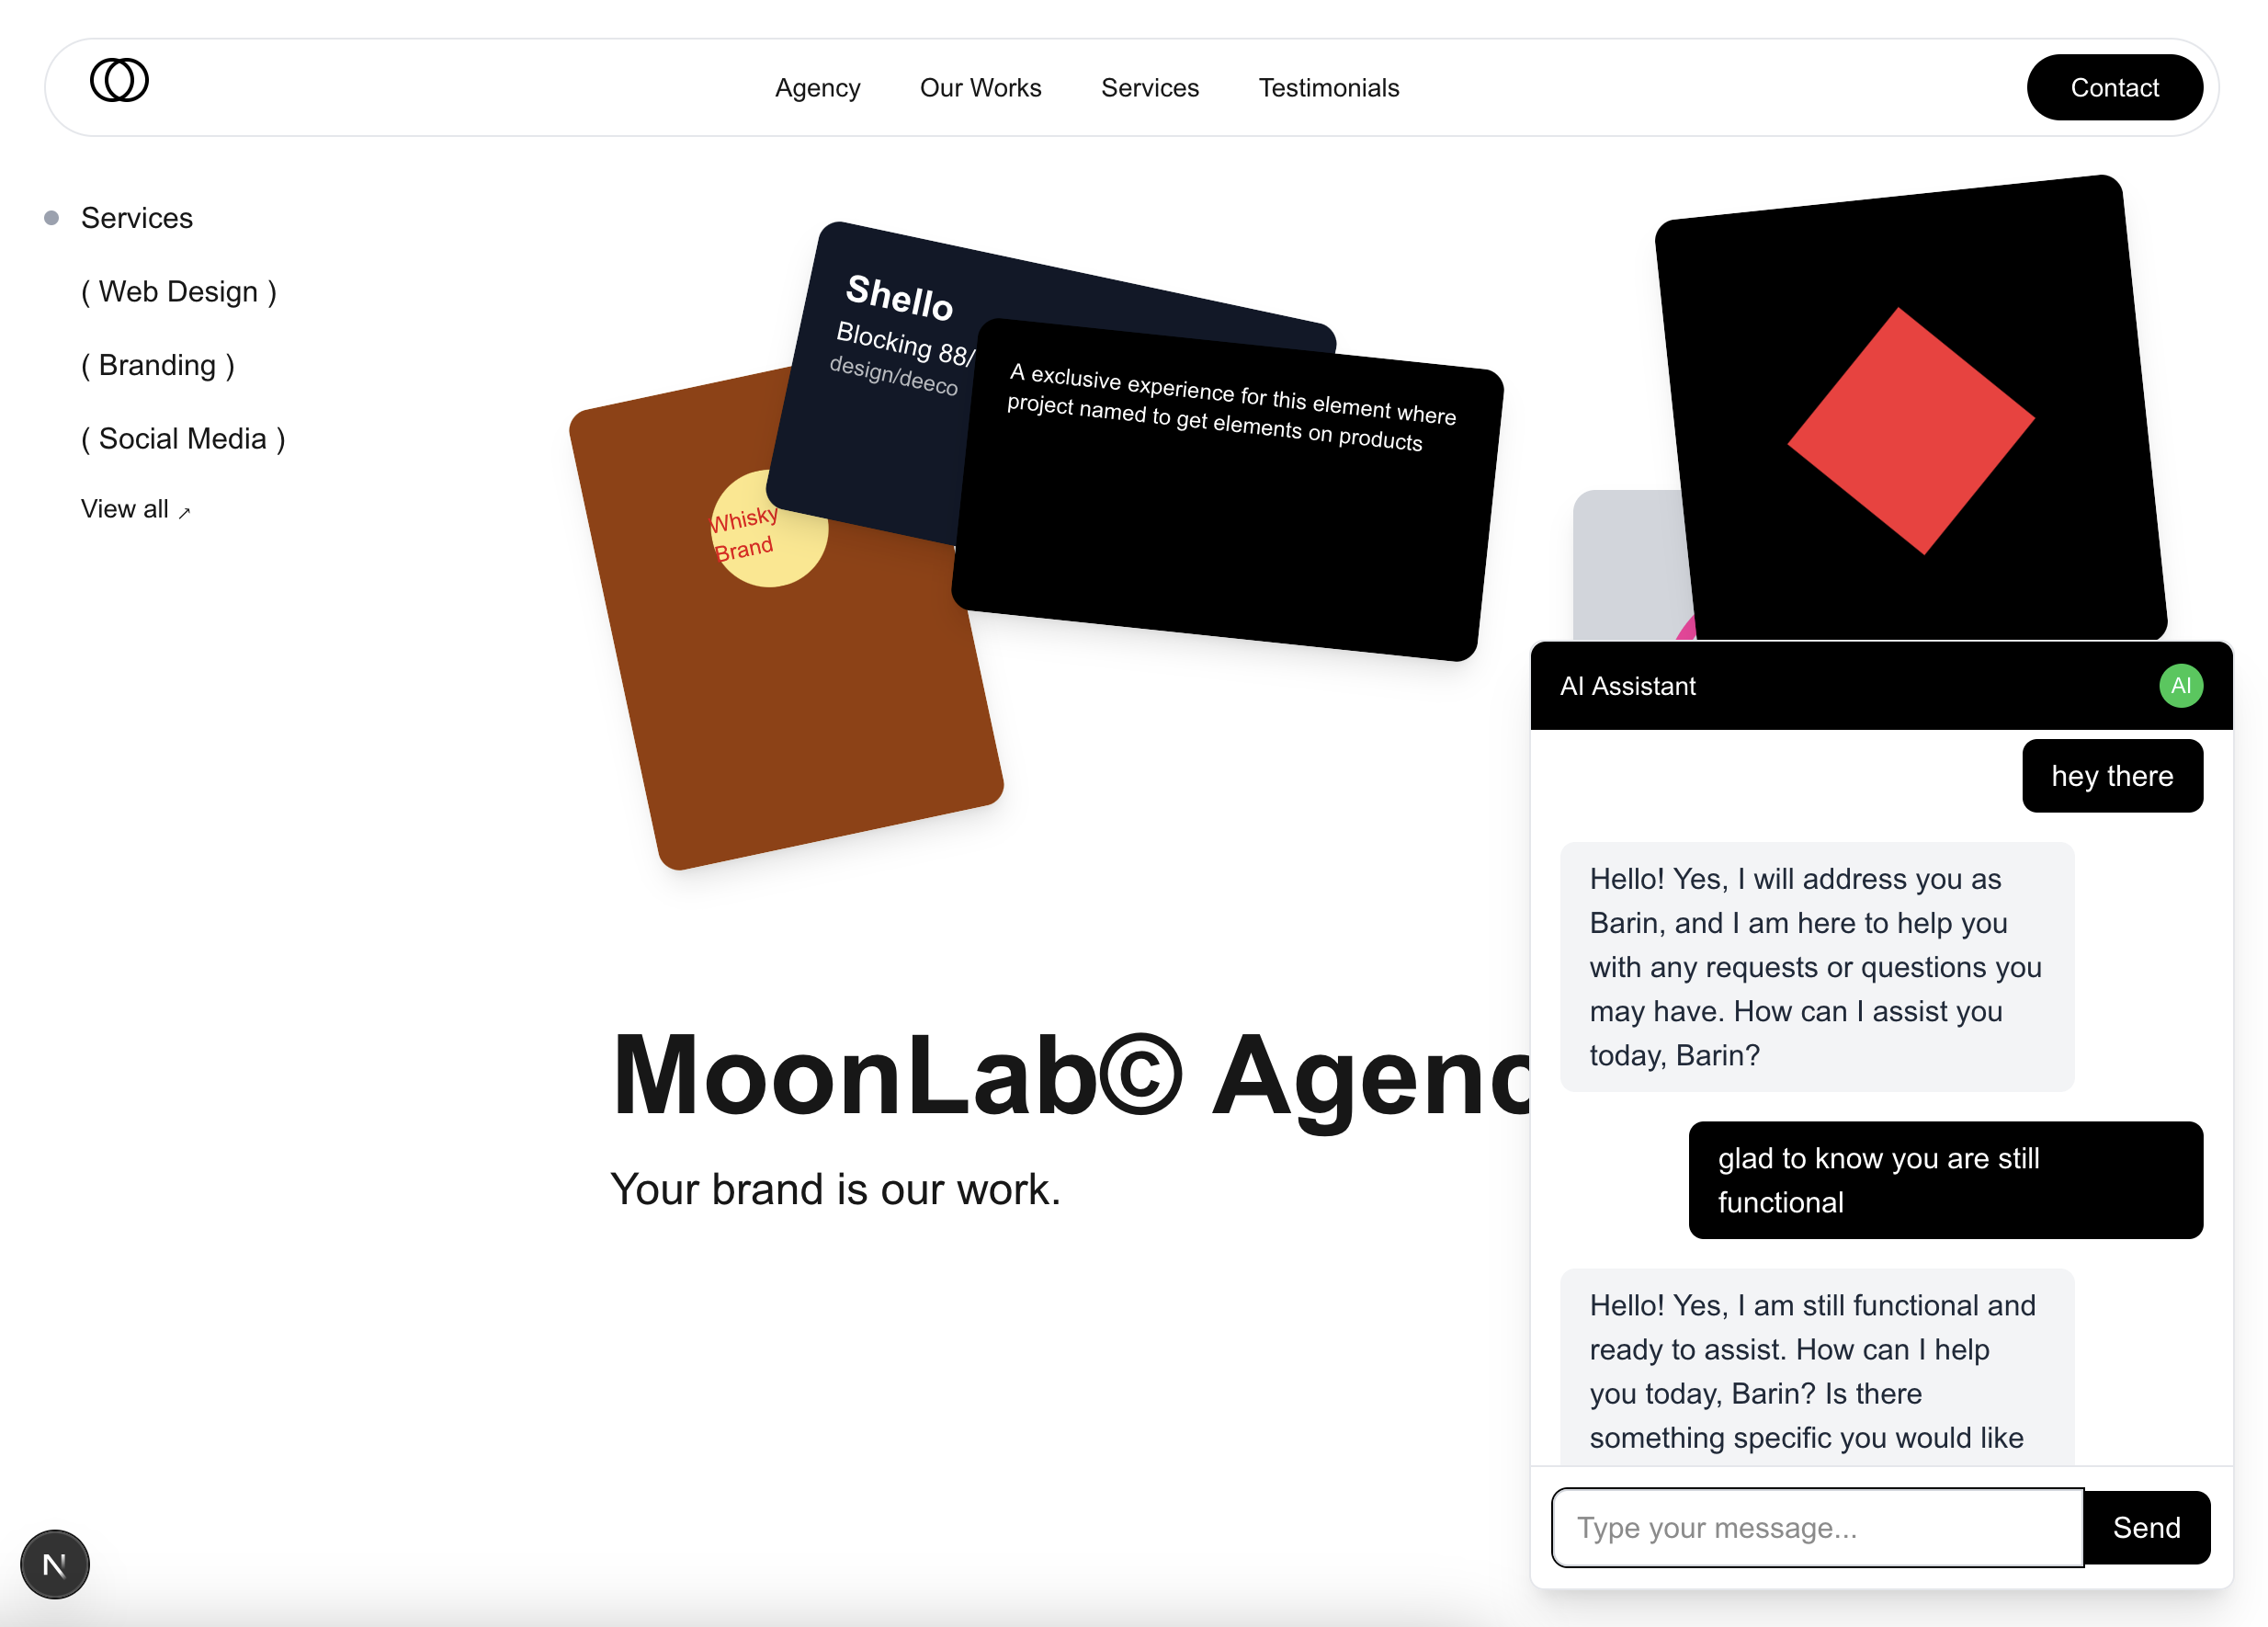 Agency
Our Works
Services
Testimonials
Contact
Services
( Web Design )
( Branding )
( Social Media )
View all ↗
Shello
Blocking 88/
design/deeco
A exclusive experience for this element where
project named to get elements on products
Whisky
Brand
MoonLab© Agenc
Your brand is our work.
AI Assistant
AI
hey there
Hello! Yes, I will address you as
Barin, and I am here to help you
with any requests or questions you
may have. How can I assist you
today, Barin?
glad to know you are still
functional
Hello! Yes, I am still functional and
ready to assist. How can I help
you today, Barin? Is there
something specific you would like
Type your message...
Send
N